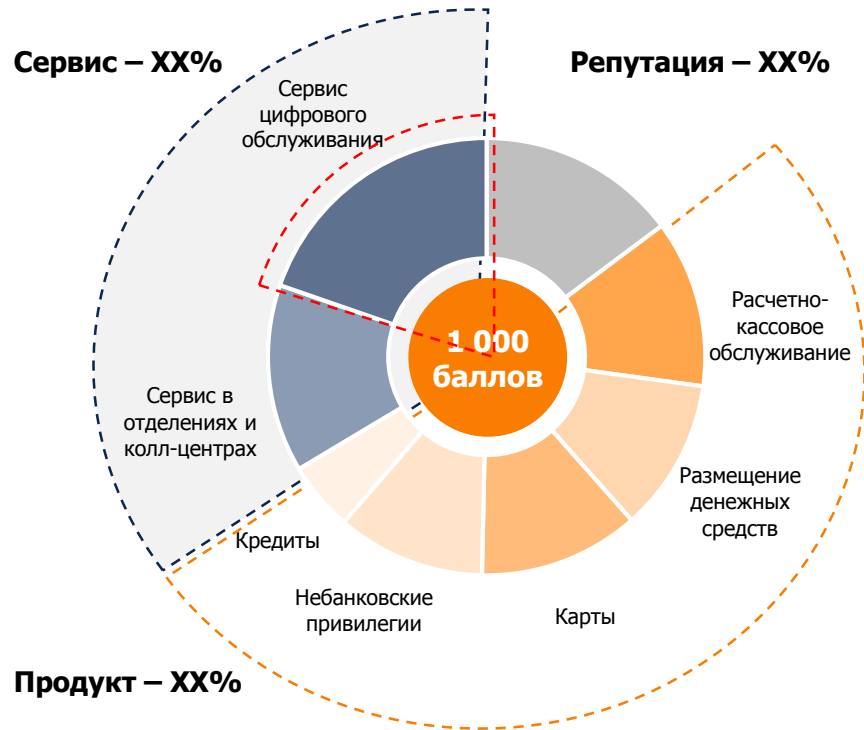 Сервис – XX%
Репутация – XX%
Сервис
цифрового
обслуживания
Расчетно-
кассовое
обслуживание
1 000
баллов
Сервис в
отделениях и
колл-центрах
Размещение
денежных
средств
Кредиты
Небанковские
привилегии
Карты
Продукт – XX%